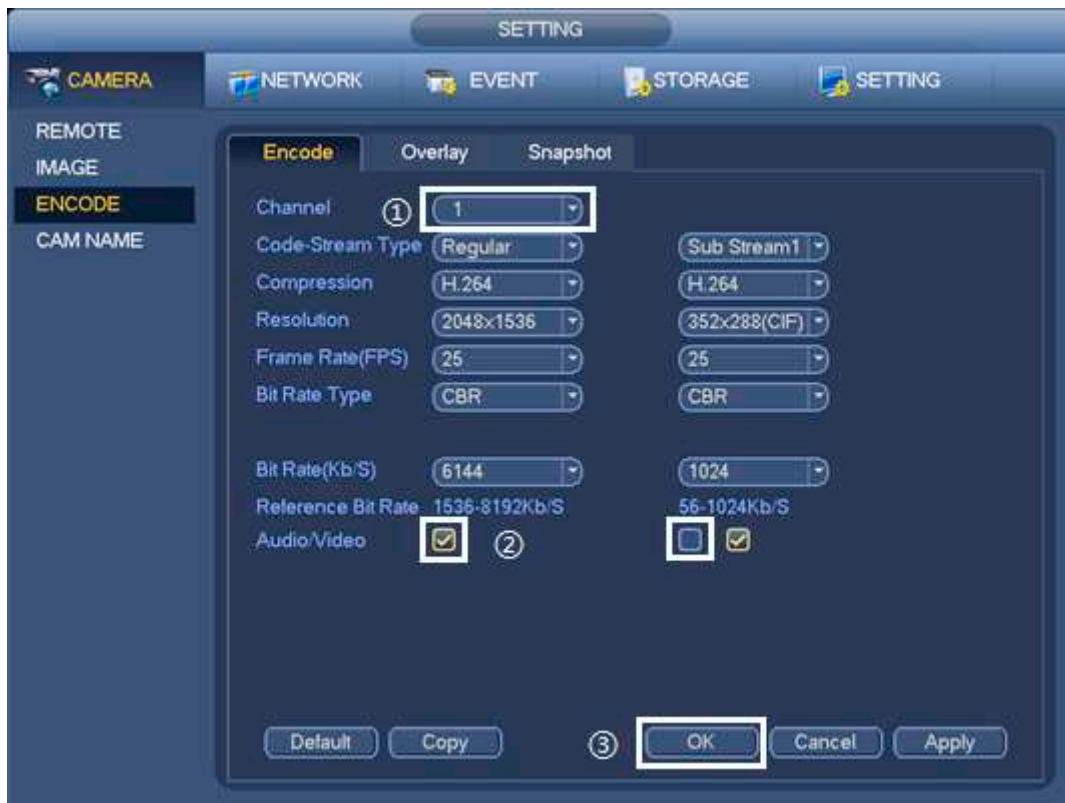 SETTING
CAMERA NETWORK EVENT STORAGE SETTING
REMOTE
IMAGE
ENCODE
CAM NAME
Encode Overlay Snapshot
Channel ① 1
Code-Stream Type Regular Sub Stream1
Compression H.264 H.264
Resolution 2048x1536 352x288(CIF)
Frame Rate(FPS) 25 25
Bit Rate Type CBR CBR
Bit Rate(Kb/S) 6144 1024
Reference Bit Rate 1536-8192Kb/S 56-1024Kb/S
Audio/Video ②
Default Copy ③ OK Cancel Apply